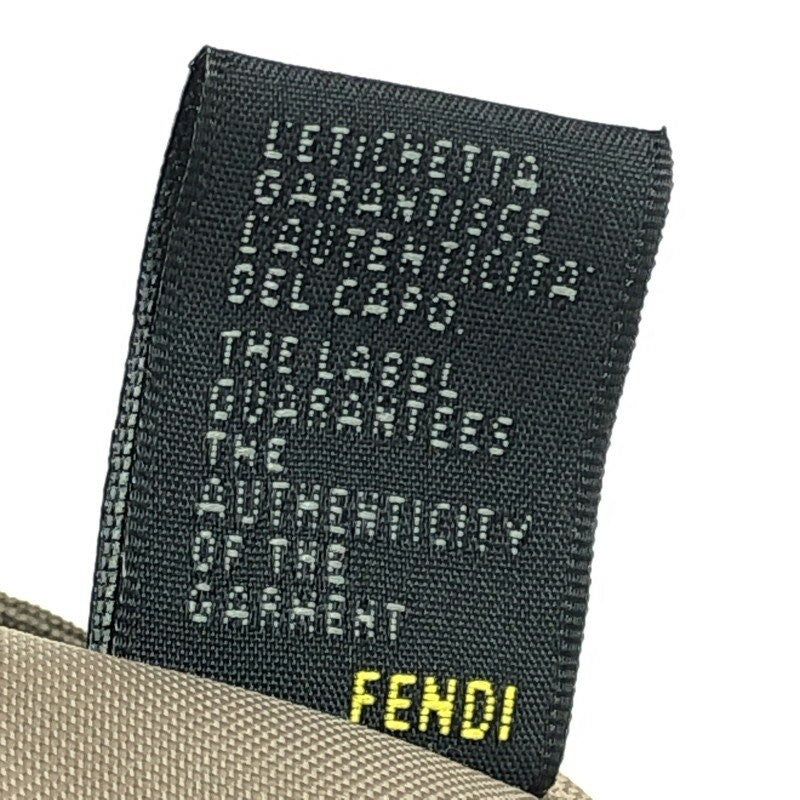 L'ETICHETTA
GARANTISCE
L'AUTENTICITA'
DEL CAPO.
THE LABEL
GUARANTEES
THE
AUTHENTICITY
OF THE
GARMENT
FENDI